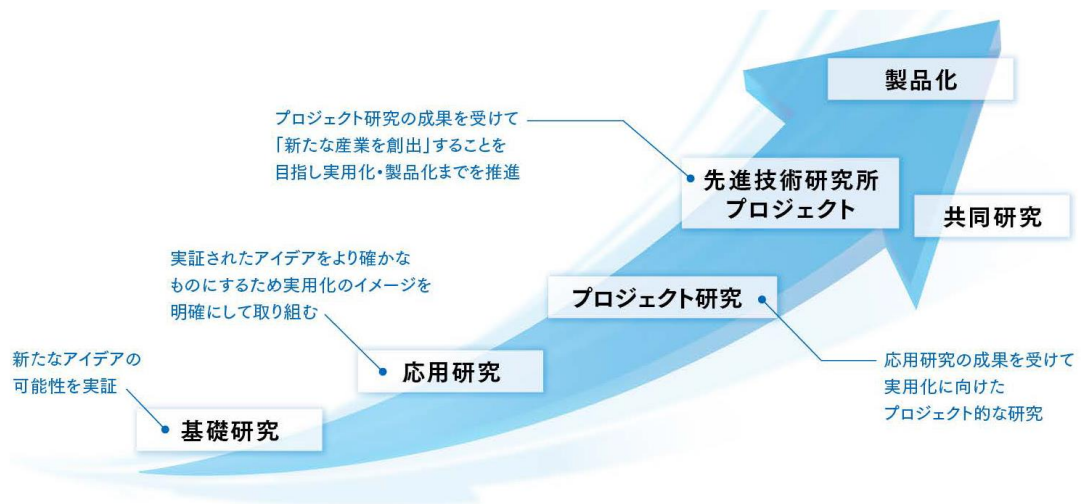 製品化
プロジェクト研究の成果を受けて
「新たな産業を創出」することを
目指し実用化・製品化までを推進
先進技術研究所
プロジェクト
共同研究
実証されたアイデアをより確かな
ものにするため実用化のイメージを
明確にして取り組む
プロジェクト研究
新たなアイデアの
可能性を実証
応用研究
応用研究の成果を受けて
実用化に向けた
プロジェクト的な研究
基礎研究